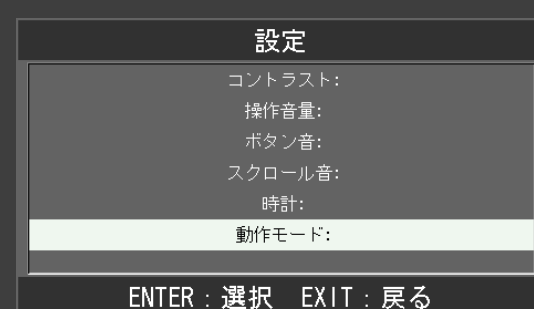 設定
コントラスト:
操作音量:
ボタン音:
スクロール音:
時計:
動作モード:
ENTER：選択　EXIT：戻る